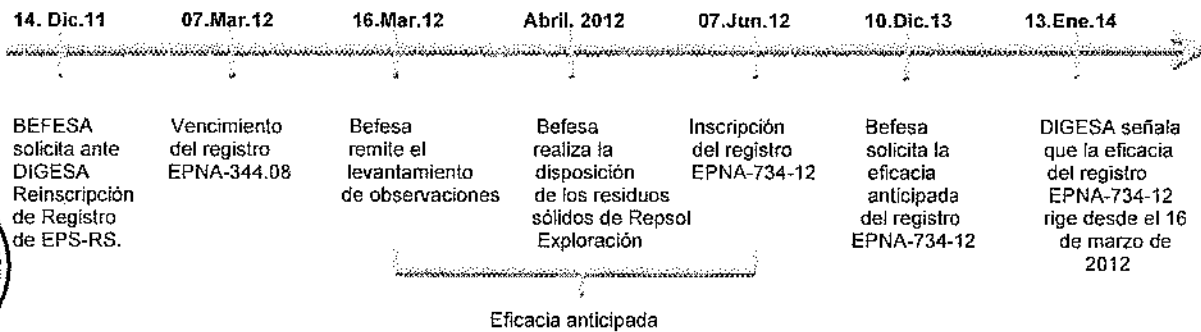 14. Dic.11
07.Mar.12
16.Mar.12
Abril. 2012
07.Jun.12
10.Dic.13
13.Ene.14
BEFESA
solicita ante
DIGESA
Reinscripción
de Registro
de EPS-RS.
Vencimiento
del registro
EPNA-344.08
Befesa
remite el
levantamiento
de observaciones
Befesa
realiza la
disposición
de los residuos
sólidos de Repsol
Exploración
Inscripción
del registro
EPNA-734-12
Befesa
solicita la
eficacia
anticipada
del registro
EPNA-734-12
DIGESA señala
que la eficacia
del registro
EPNA-734-12
rige desde el 16
de marzo de
2012
Eficacia anticipada